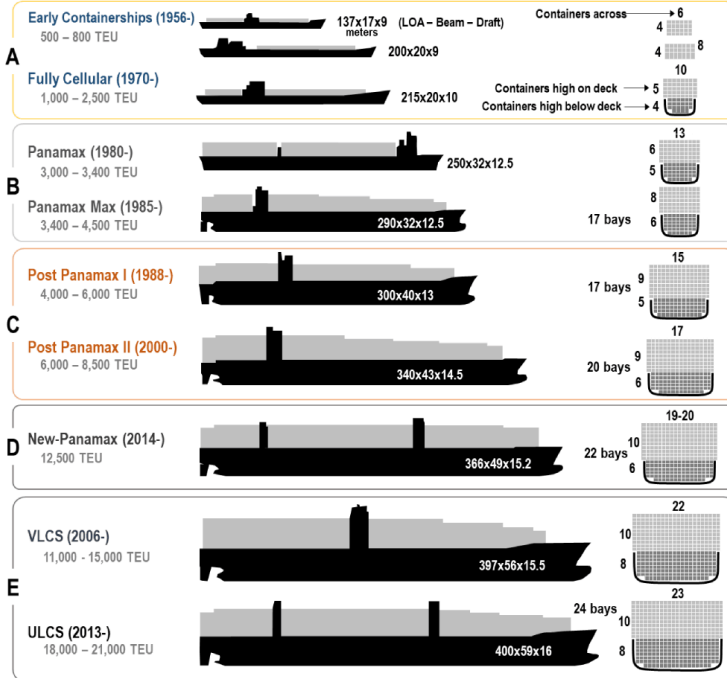 Early Containerships (1956-)
500 – 800 TEU
137x17x9
meters
(LOA – Beam – Draft)
Containers across
6
4
200x20x9
4
8
A
Fully Cellular (1970-)
1,000 – 2,500 TEU
215x20x10
10
Containers high on deck
5
Containers high below deck
4
B
Panamax (1980-)
3,000 – 3,400 TEU
250x32x12.5
13
6
5
Panamax Max (1985-)
3,400 – 4,500 TEU
290x32x12.5
17 bays
8
6
C
Post Panamax I (1988-)
4,000 – 6,000 TEU
300x40x13
17 bays
15
9
5
Post Panamax II (2000-)
6,000 – 8,500 TEU
340x43x14.5
20 bays
17
9
6
D
New-Panamax (2014-)
12,500 TEU
366x49x15.2
22 bays
19-20
10
6
E
VLCS (2006-)
11,000 - 15,000 TEU
397x56x15.5
22
10
8
ULCS (2013-)
18,000 – 21,000 TEU
400x59x16
24 bays
23
10
8